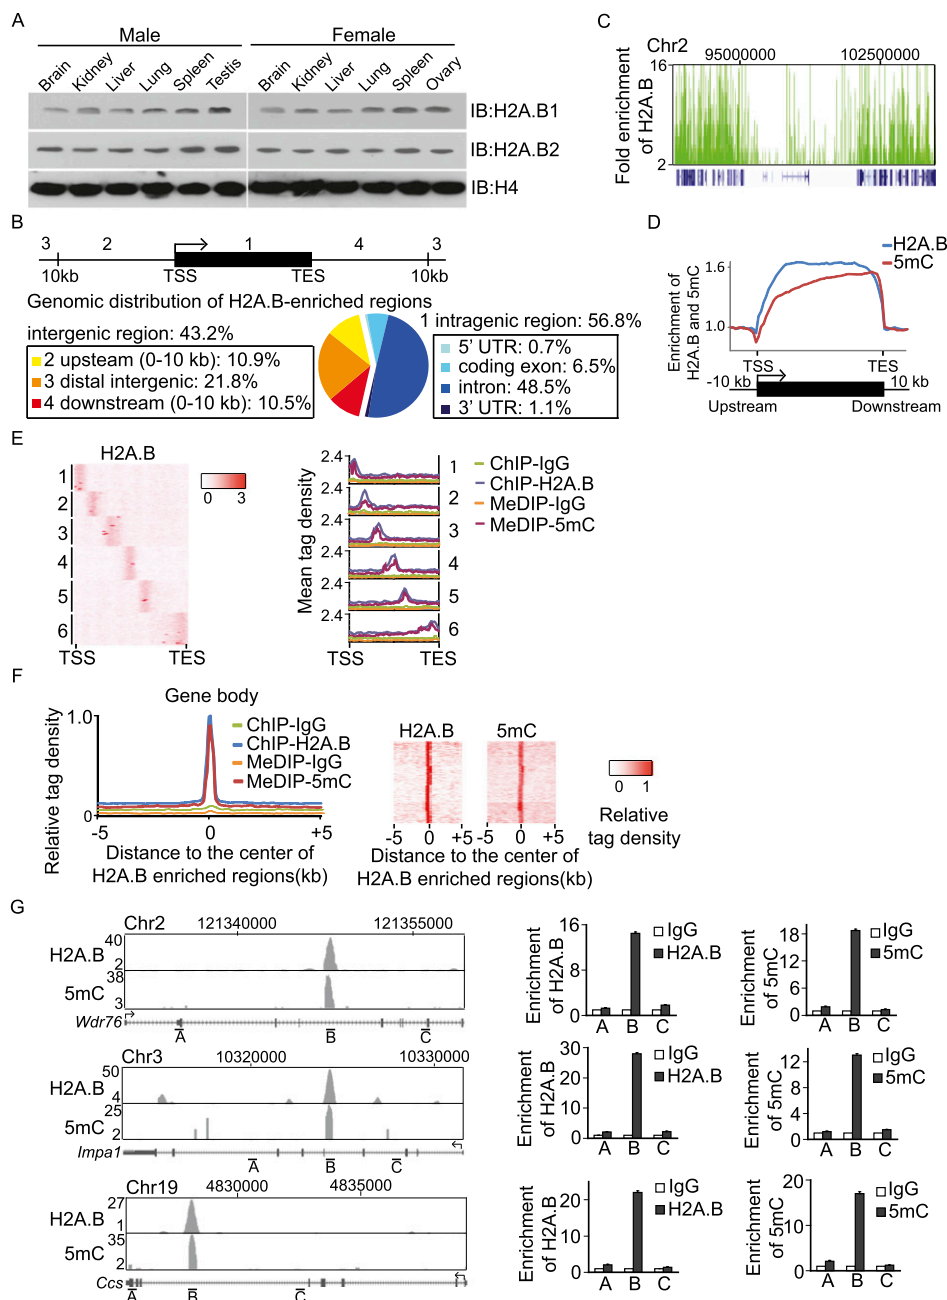 A
Male
Female
Brain Kidney Liver Lung Spleen Testis
Brain Kidney Liver Lung Spleen Ovary
IB:H2A.B1
IB:H2A.B2
IB:H4
B
3 2 1 4 3
10kb TSS TES 10kb
Genomic distribution of H2A.B-enriched regions
intergenic region: 43.2%
2 upsteam (0-10 kb): 10.9%
3 distal intergenic: 21.8%
4 downstream (0-10 kb): 10.5%
1 intragenic region: 56.8%
5' UTR: 0.7%
coding exon: 6.5%
intron: 48.5%
3' UTR: 1.1%
C
Chr2 95000000 102500000
Fold enrichment
of H2A.B
16
2
D
H2A.B
5mC
Enrichment of
H2A.B and 5mC
1.6
1.0
TSS TES
-10 kb 10 kb
Upstream Downstream
E
H2A.B
1
2
3
4
5
6
TSS TES
0 3
Mean tag density
2.4 1
2.4 2
2.4 3
2.4 4
2.4 5
2.4 6
TSS TES
ChIP-IgG
ChIP-H2A.B
MeDIP-IgG
MeDIP-5mC
F
Gene body
Relative tag density
1.0
0
-5 0 +5
Distance to the center of
H2A.B enriched regions(kb)
ChIP-IgG
ChIP-H2A.B
MeDIP-IgG
MeDIP-5mC
H2A.B 5mC
-5 0 +5 -5 0 +5
Distance to the center of
H2A.B enriched regions(kb)
0 1
Relative
tag density
G
Chr2 121340000 121355000
H2A.B 40 2
5mC 38 3
Wdr76
A B C
Enrichment
of H2A.B
16
8
0
IgG
H2A.B
A B C
Enrichment
of 5mC
18
12
6
0
IgG
5mC
A B C
Chr3 10320000 10330000
H2A.B 50 4
5mC 25 2
Impa1
A B C
Enrichment
of H2A.B
30
20
10
0
IgG
H2A.B
A B C
Enrichment
of 5mC
12
8
4
0
IgG
5mC
A B C
Chr19 4830000 4835000
H2A.B 27 1
5mC 35 2
Ccs
A B C
Enrichment
of H2A.B
20
10
0
IgG
H2A.B
A B C
Enrichment
of 5mC
20
10
0
IgG
5mC
A B C